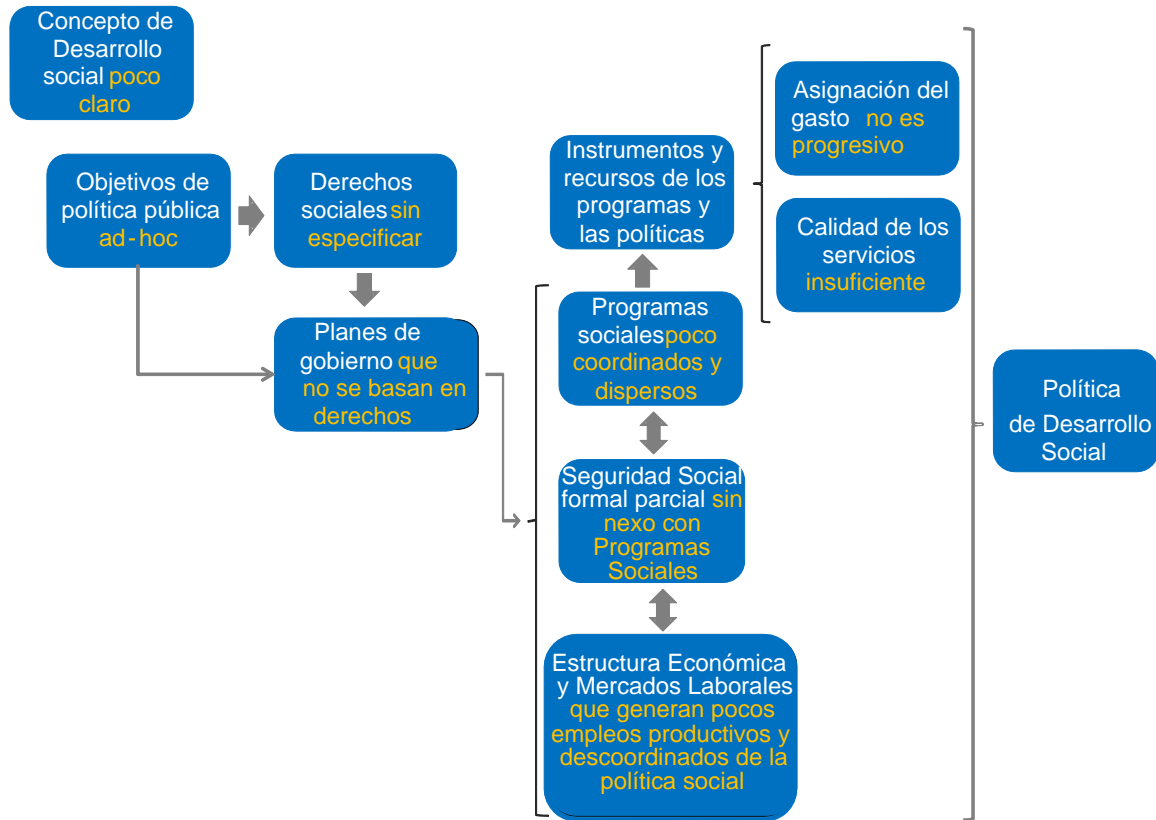 Concepto de
Desarrollo
social poco
claro
Objetivos de
política pública
ad-hoc
Derechos
sociales sin
especificar
Planes de
gobierno que
no se basan en
derechos
Instrumentos y
recursos de los
programas y
las políticas
Programas
sociales poco
coordinados y
dispersos
Seguridad Social
formal parcial sin
nexo con
Programas
Sociales
Estructura Económica
y Mercados Laborales
que generan pocos
empleos productivos y
descoordinados de la
política social
Asignación del
gasto no es
progresivo
Calidad de los
servicios
insuficiente
Política
de Desarrollo
Social